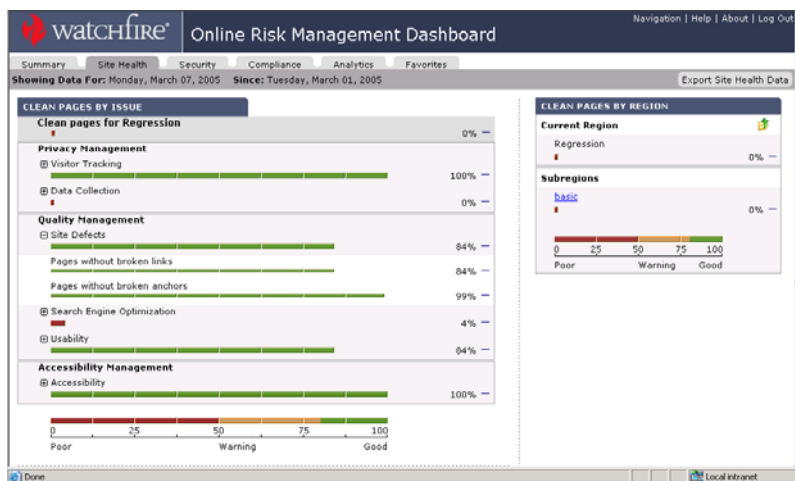 Navigation | Help | About | Log Out
watchfire® Online Risk Management Dashboard
Summary Site Health Security Compliance Analytics Favorites
Showing Data For: Monday, March 07, 2005 Since: Tuesday, March 01, 2005 Export Site Health Data
CLEAN PAGES BY ISSUE
Clean pages for Regression
0%
Privacy Management
Visitor Tracking
100%
Data Collection
0%
Quality Management
Site Defects
84%
Pages without broken links
84%
Pages without broken anchors
99%
Search Engine Optimization
4%
Usability
84%
Accessibility Management
Accessibility
100%
0 25 50 75 100
Poor Warning Good
CLEAN PAGES BY REGION
Current Region
Regression
0%
Subregions
basic
0%
0 25 50 75 100
Poor Warning Good
Done Local intranet